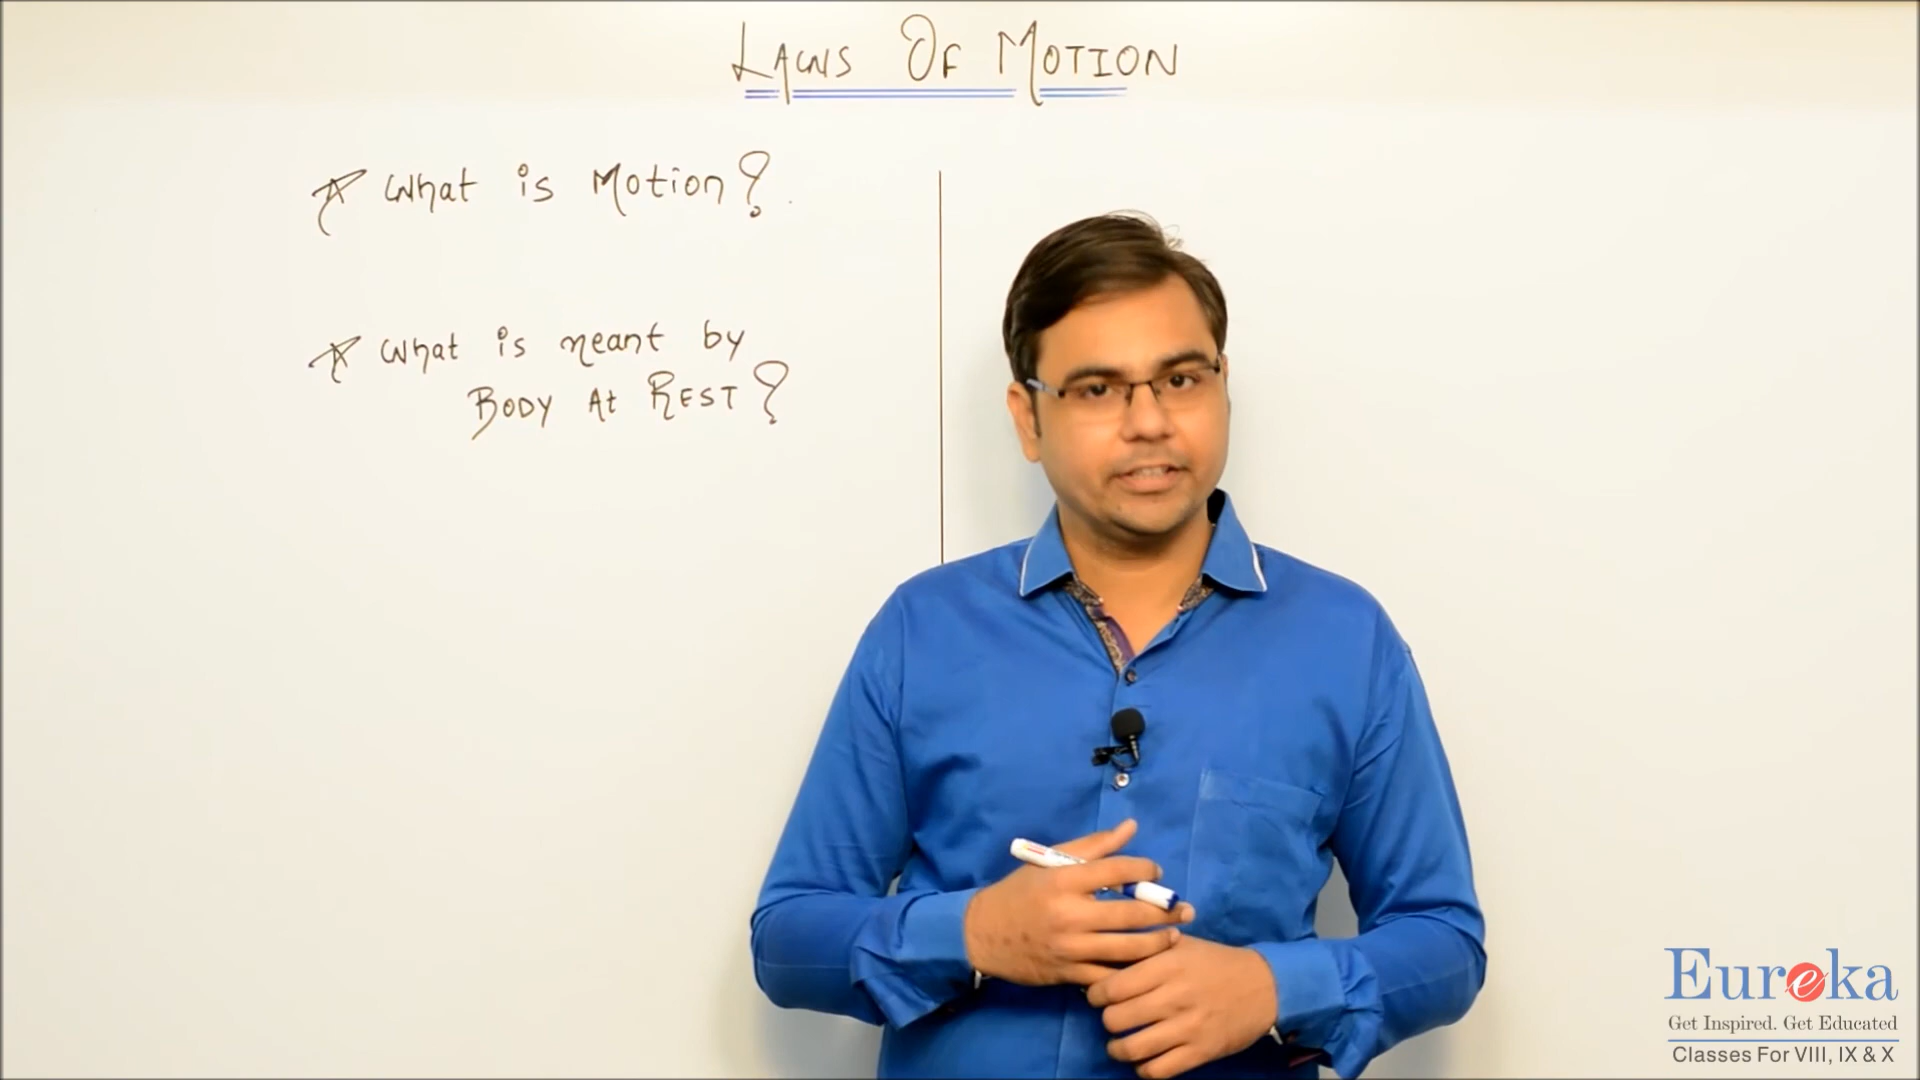 LAWS OF MOTION
What is Motion?
What is meant by
BODY At REST?
Eureka
Get Inspired. Get Educated
Classes For VIII, IX & X